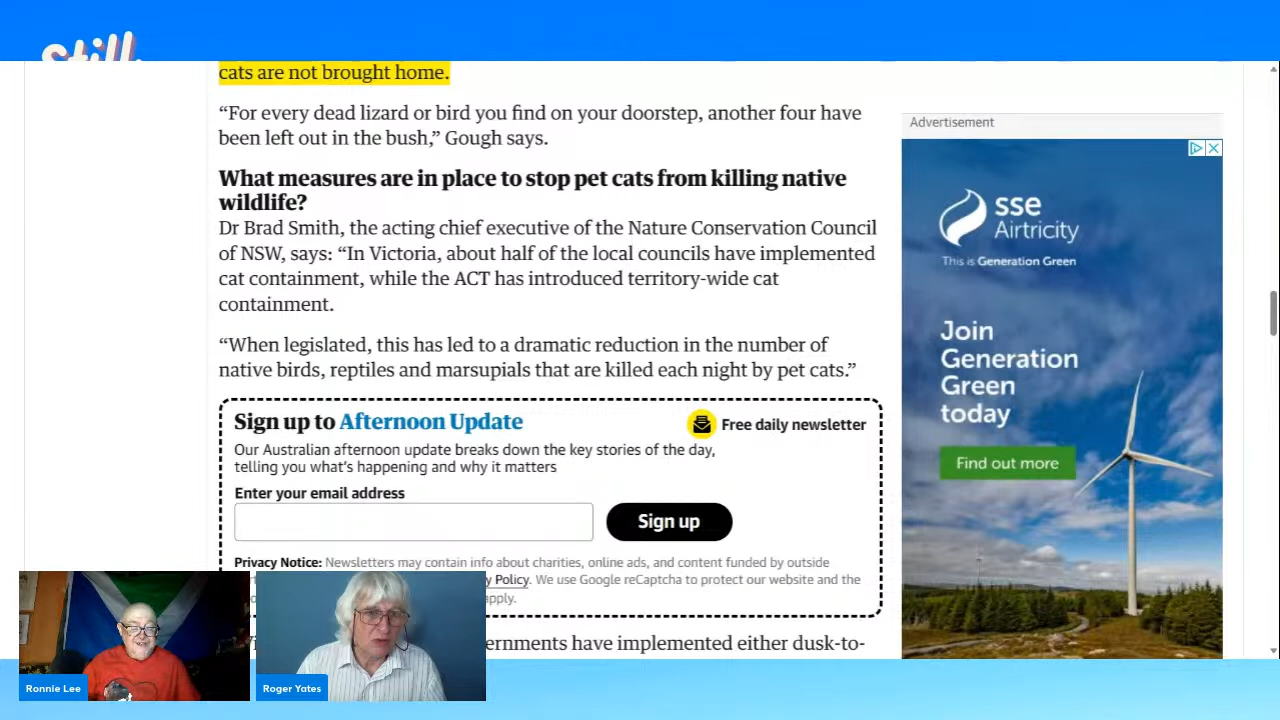 Still
cats are not brought home.
“For every dead lizard or bird you find on your doorstep, another four have
been left out in the bush,” Gough says.
What measures are in place to stop pet cats from killing native
wildlife?
Dr Brad Smith, the acting chief executive of the Nature Conservation Council
of NSW, says: “In Victoria, about half of the local councils have implemented
cat containment, while the ACT has introduced territory-wide cat
containment.
“When legislated, this has led to a dramatic reduction in the number of
native birds, reptiles and marsupials that are killed each night by pet cats.”
Sign up to Afternoon Update
Free daily newsletter
Our Australian afternoon update breaks down the key stories of the day,
telling you what’s happening and why it matters
Enter your email address
Sign up
Privacy Notice: Newsletters may contain info about charities, online ads, and content funded by outside
y Policy. We use Google reCaptcha to protect our website and the
apply.
ernments have implemented either dusk-to-
Advertisement
sse
Airtricity
This is Generation Green
Join
Generation
Green
today
Find out more
Ronnie Lee
Roger Yates